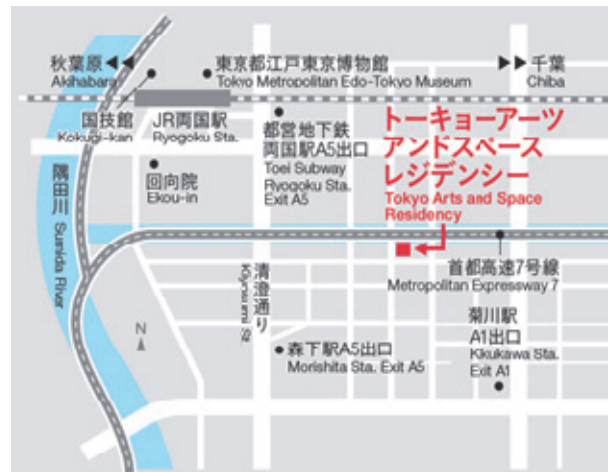 秋葉原
Akihabara
東京都江戸東京博物館
Tokyo Metropolitan Edo-Tokyo Museum
千葉
Chiba
国技館
Kokugi-kan
JR両国駅
Ryogoku Sta.
都営地下鉄
両国駅A5出口
Toei Subway
Ryogoku Sta.
Exit A5
トーキョーアーツ
アンドスペース
レジデンシー
Tokyo Arts and Space
Residency
回向院
Ekou-in
隅田川 Sumida River
首都高速7号線
Metropolitan Expressway 7
清澄通り
Kiyosumi St.
N
菊川駅
A1出口
Kikukawa Sta.
Exit A1
森下駅A5出口
Morishita Sta. Exit A5